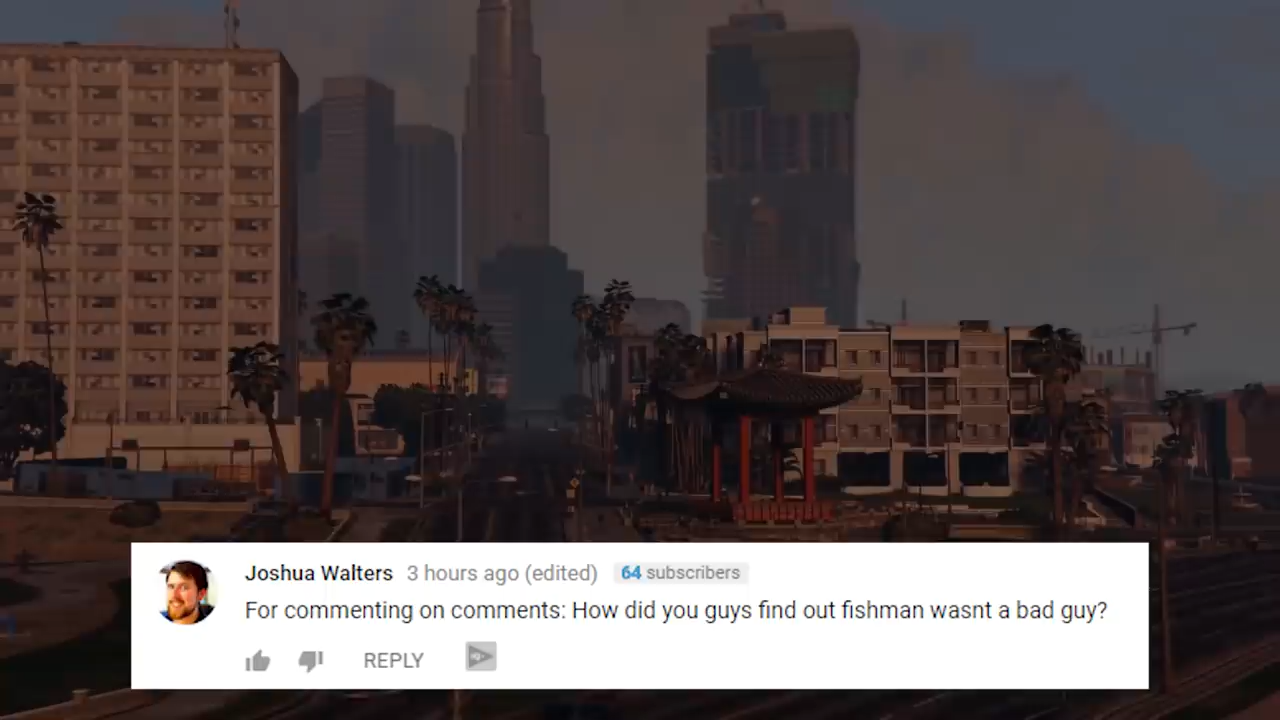 Joshua Walters 3 hours ago (edited) 64 subscribers
For commenting on comments: How did you guys find out fishman wasnt a bad guy?
REPLY